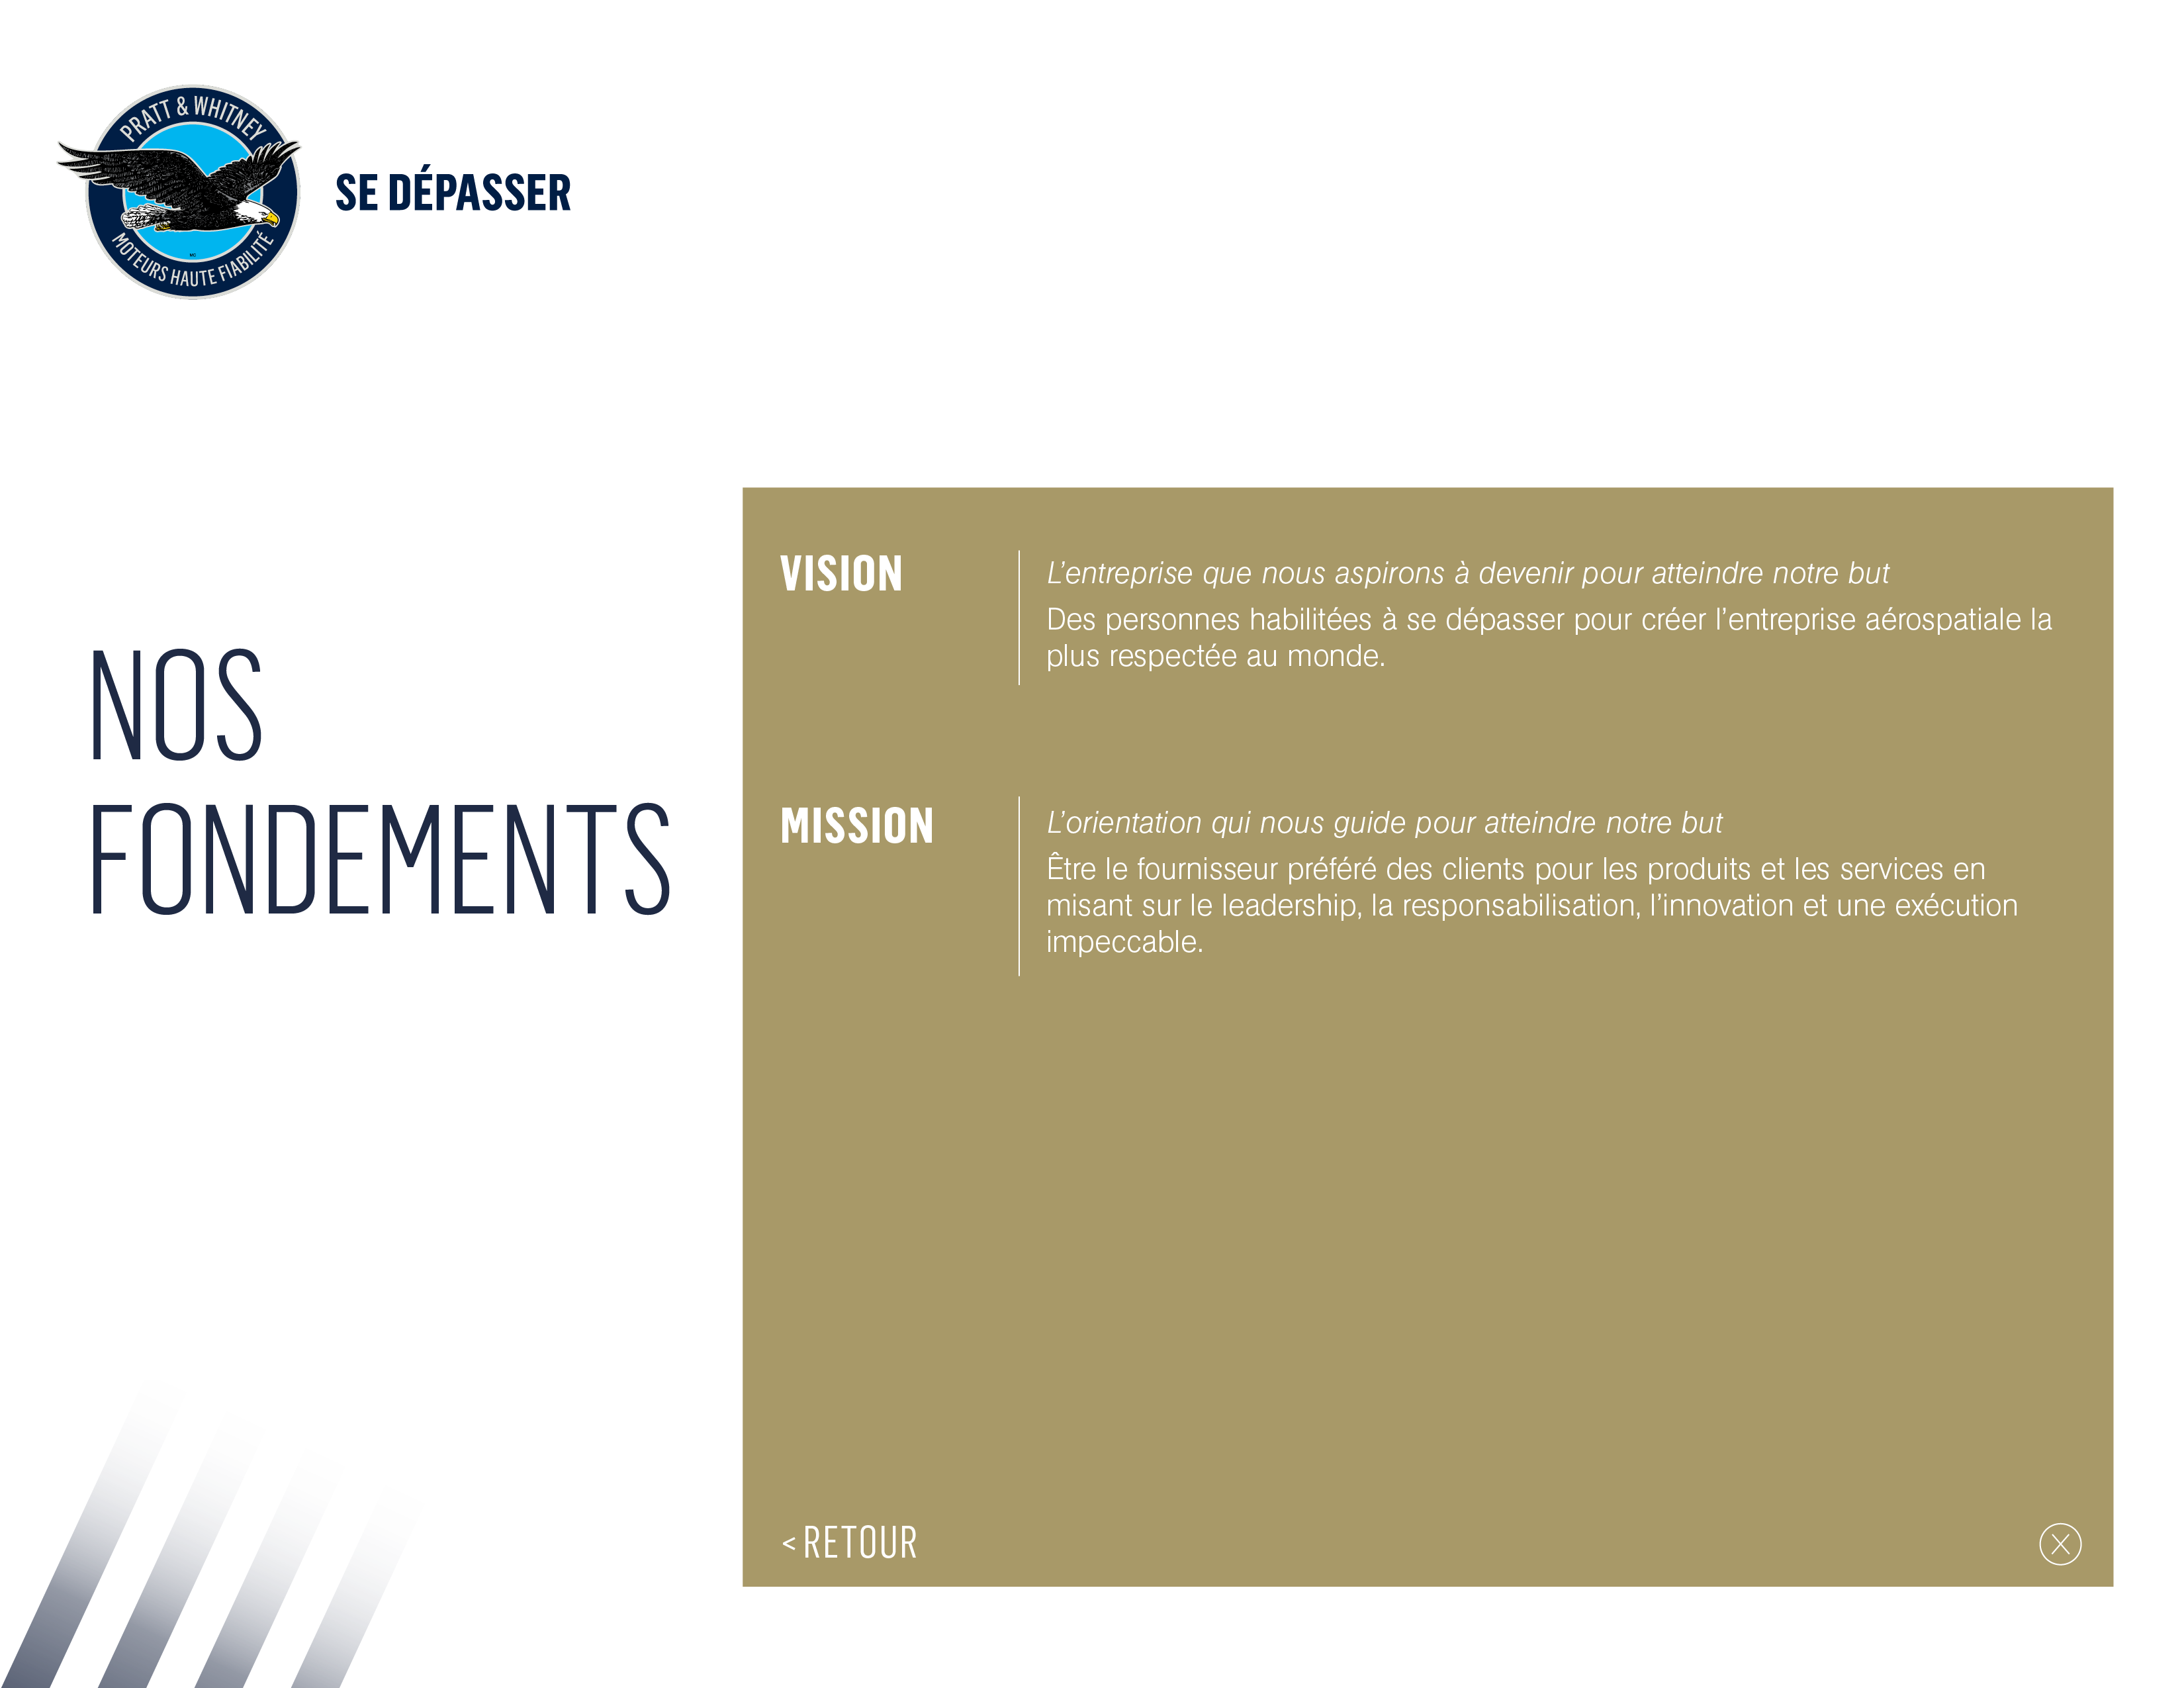 PRATT & WHITNEY
MOTEURS HAUTE FIABILITÉ
MC
SE DÉPASSER
NOS
FONDEMENTS
VISION
L’entreprise que nous aspirons à devenir pour atteindre notre but
Des personnes habilitées à se dépasser pour créer l’entreprise aérospatiale la
plus respectée au monde.
MISSION
L’orientation qui nous guide pour atteindre notre but
Être le fournisseur préféré des clients pour les produits et les services en
misant sur le leadership, la responsabilisation, l’innovation et une exécution
impeccable.
< RETOUR
X